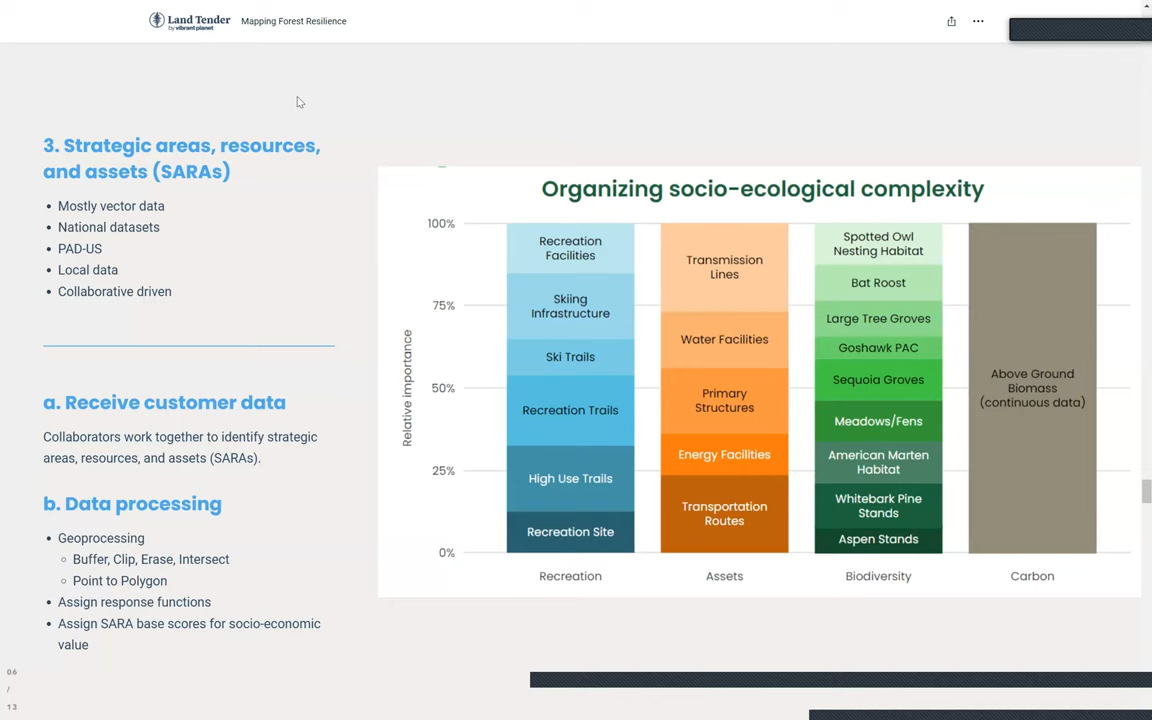 Land Tender
by vibrant planet
Mapping Forest Resilience
3. Strategic areas, resources,
and assets (SARAs)
• Mostly vector data
• National datasets
• PAD-US
• Local data
• Collaborative driven
a. Receive customer data
Collaborators work together to identify strategic
areas, resources, and assets (SARAs).
b. Data processing
• Geoprocessing
◦ Buffer, Clip, Erase, Intersect
◦ Point to Polygon
• Assign response functions
• Assign SARA base scores for socio-economic
value
06
/
13
Organizing socio-ecological complexity
Relative importance
100%
75%
50%
25%
0%
Recreation
Facilities
Skiing
Infrastructure
Ski Trails
Recreation Trails
High Use Trails
Recreation Site
Recreation
Transmission
Lines
Water Facilities
Primary
Structures
Energy Facilities
Transportation
Routes
Assets
Spotted Owl
Nesting Habitat
Bat Roost
Large Tree Groves
Goshawk PAC
Sequoia Groves
Meadows/Fens
American Marten
Habitat
Whitebark Pine
Stands
Aspen Stands
Biodiversity
Above Ground
Biomass
(continuous data)
Carbon